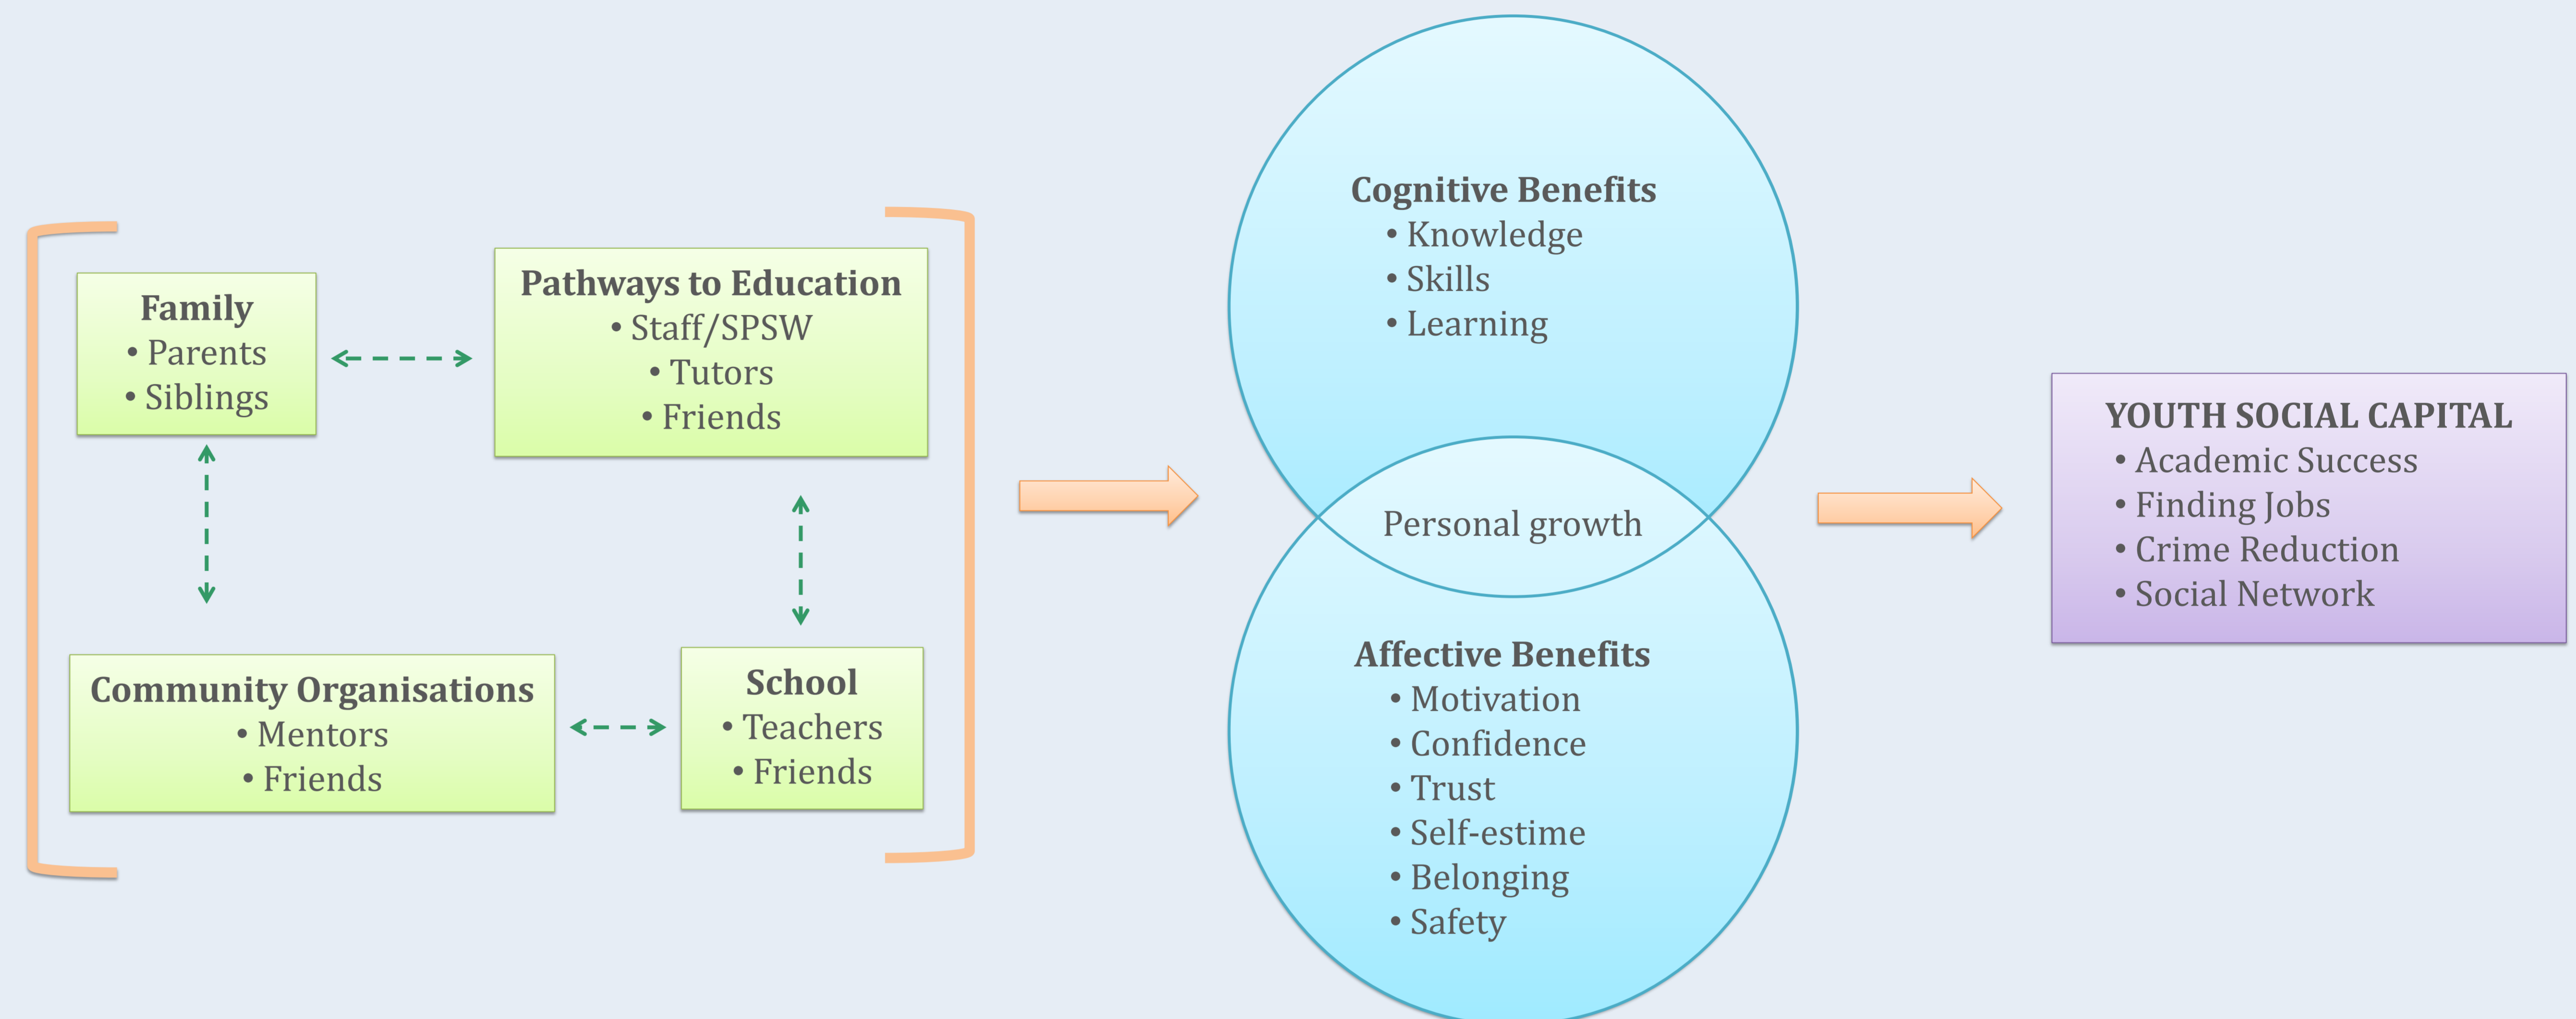 Family
• Parents
• Siblings
Pathways to Education
• Staff/SPSW
• Tutors
• Friends
Community Organisations
• Mentors
• Friends
School
• Teachers
• Friends
Cognitive Benefits
• Knowledge
• Skills
• Learning
Personal growth
Affective Benefits
• Motivation
• Confidence
• Trust
• Self-estime
• Belonging
• Safety
YOUTH SOCIAL CAPITAL
• Academic Success
• Finding Jobs
• Crime Reduction
• Social Network